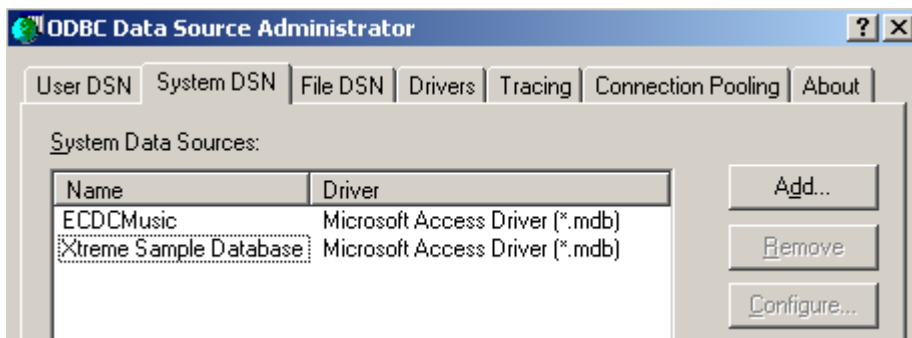 ODBC Data Source Administrator
User DSN System DSN File DSN Drivers Tracing Connection Pooling About
System Data Sources:
Name Driver
ECDCMusic Microsoft Access Driver (*.mdb)
Xtreme Sample Database Microsoft Access Driver (*.mdb)
Add...
Remove
Configure...